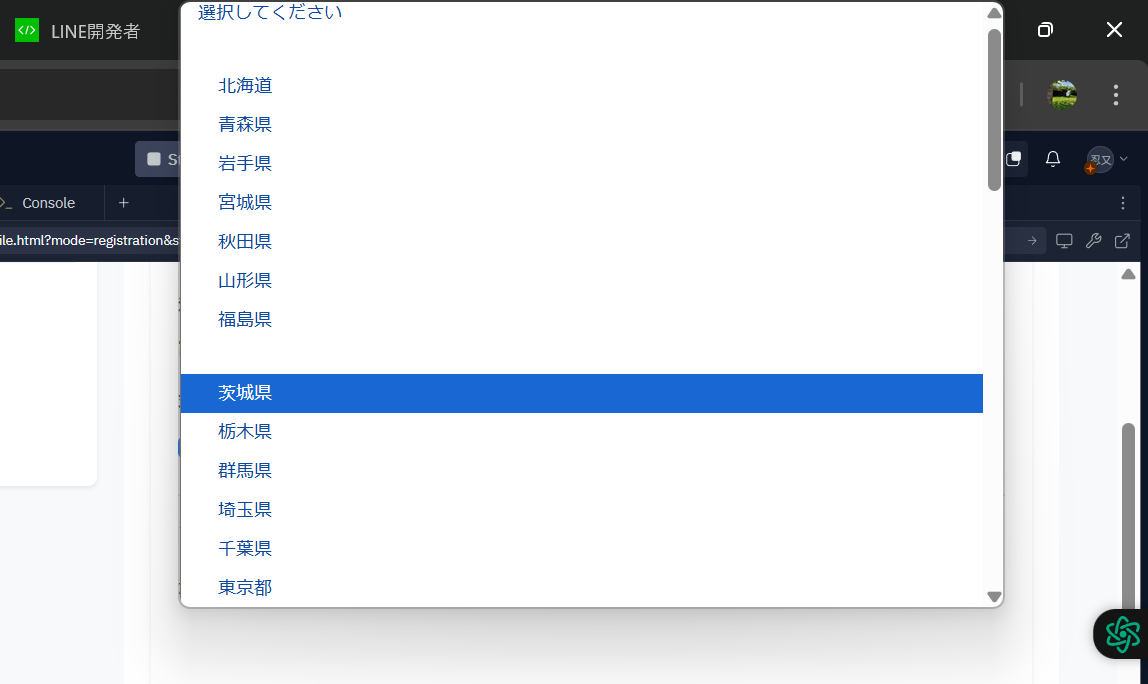 LINE開発者
選択してください
北海道
青森県
岩手県
宮城県
秋田県
山形県
福島県
茨城県
栃木県
群馬県
埼玉県
千葉県
東京都
忍又
Console
ile.html?mode=registration&s